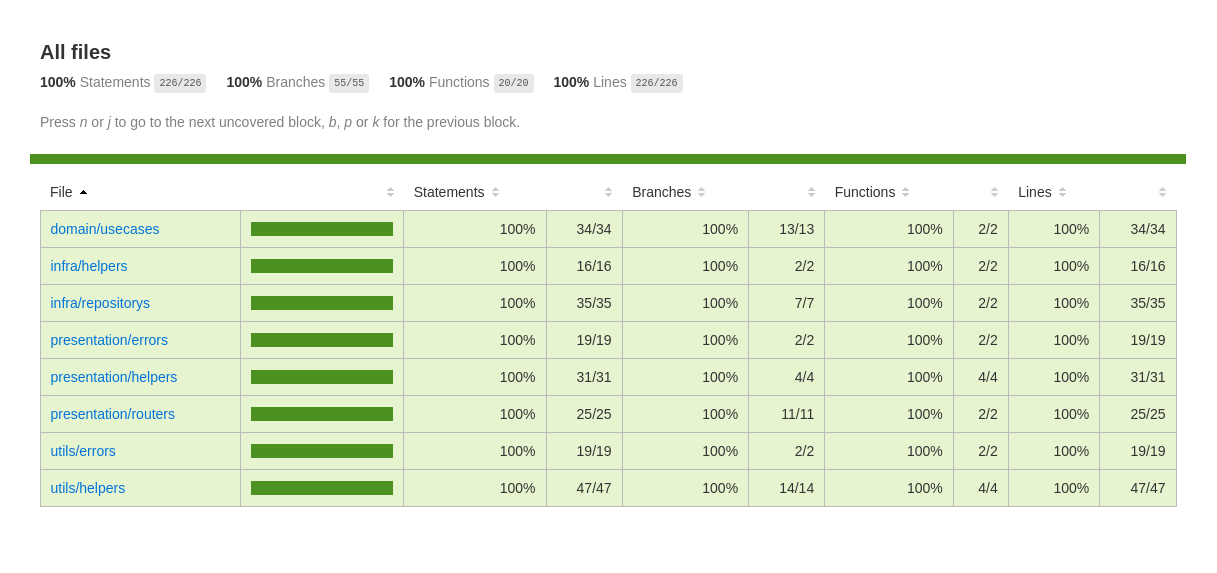 All files
100% Statements 226/226 100% Branches 55/55 100% Functions 20/20 100% Lines 226/226
Press n or j to go to the next uncovered block, b, p or k for the previous block.
File Statements Branches Functions Lines
domain/usecases 100% 34/34 100% 13/13 100% 2/2 100% 34/34
infra/helpers 100% 16/16 100% 2/2 100% 2/2 100% 16/16
infra/repositorys 100% 35/35 100% 7/7 100% 2/2 100% 35/35
presentation/errors 100% 19/19 100% 2/2 100% 2/2 100% 19/19
presentation/helpers 100% 31/31 100% 4/4 100% 4/4 100% 31/31
presentation/routers 100% 25/25 100% 11/11 100% 2/2 100% 25/25
utils/errors 100% 19/19 100% 2/2 100% 2/2 100% 19/19
utils/helpers 100% 47/47 100% 14/14 100% 4/4 100% 47/47